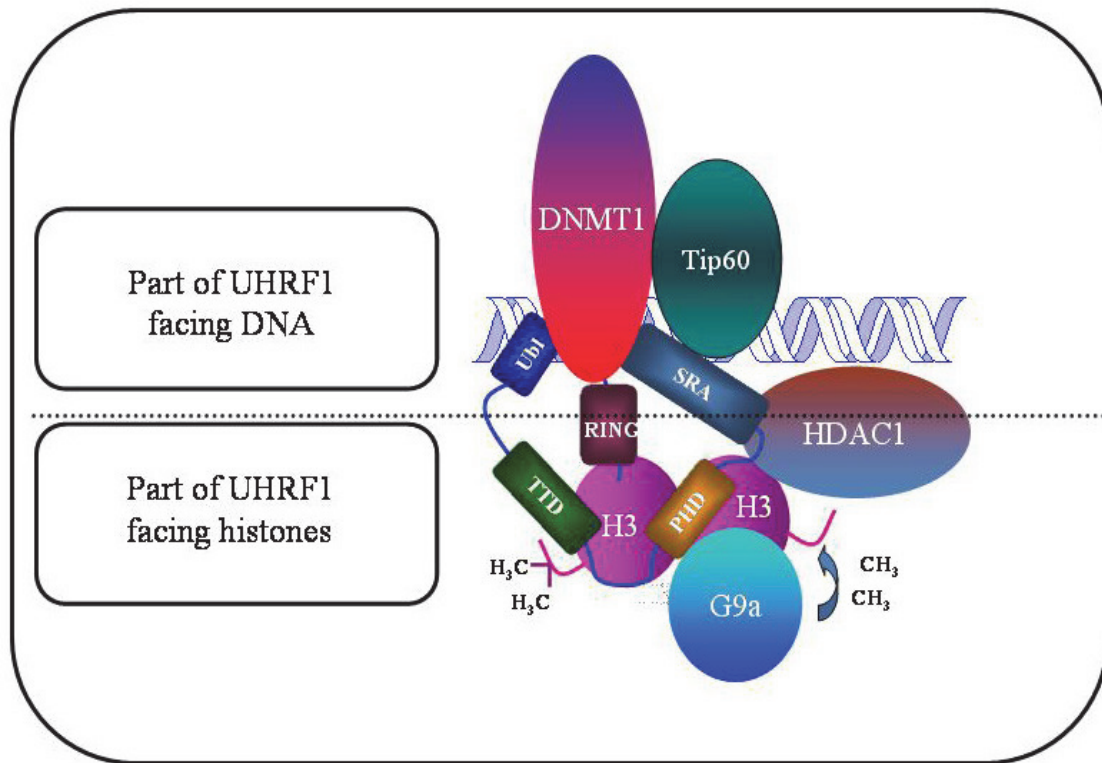 Part of UHRF1
facing DNA
Part of UHRF1
facing histones
DNMT1
Tip60
Ubl
SRA
RING
HDAC1
TTD
PHD
H3
H3
H₃C
H₃C
CH₃
CH₃
G9a